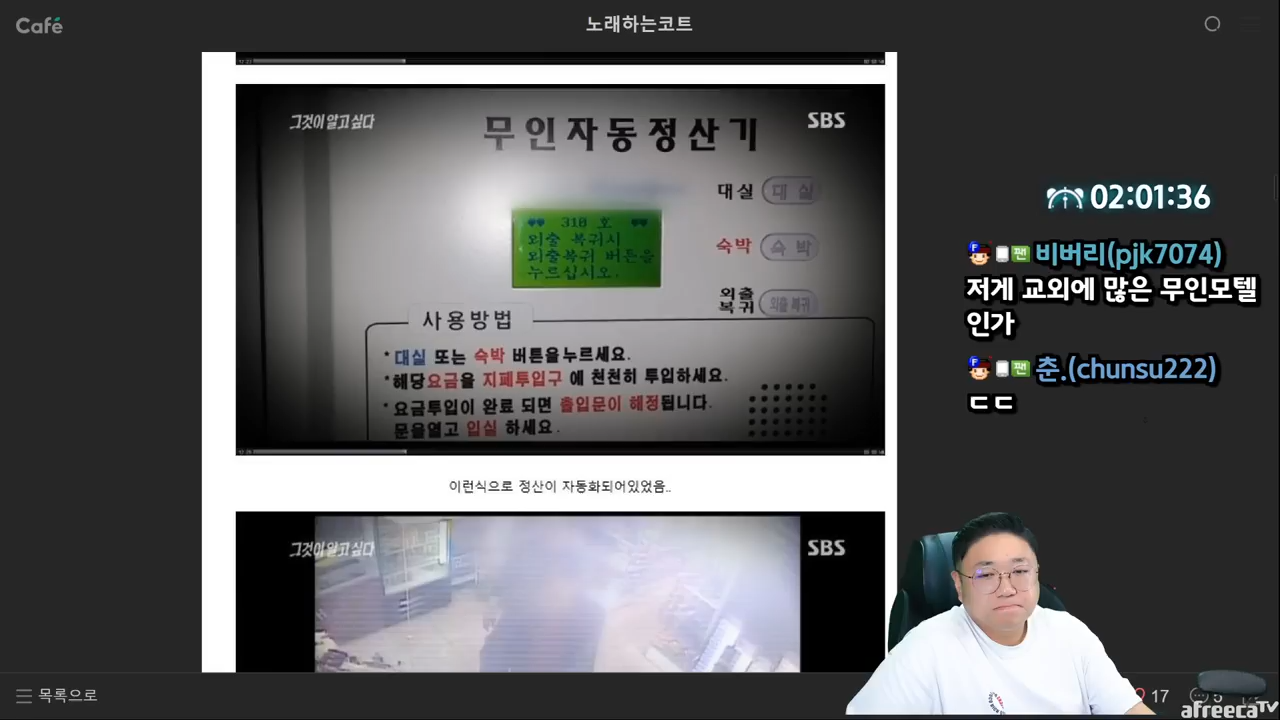 Café
노래하는코트
그것이 알고싶다
SBS
무인자동정산기
대실 대실
310 호
외출 복귀시
외출복귀 버튼을
누르십시오.
숙박 숙박
외출
복귀 외출복귀
사용방법
* 대실 또는 숙박 버튼을누르세요.
*해당요금을 지폐투입구 에 천천히 투입하세요.
* 요금투입이 완료 되면 출입문이 해정됩니다.
문을열고 입실 하세요.
이런식으로 정산이 자동화되어있었음..
그것이 알고싶다
SBS
02:01:36
F 팬 비버리(pjk7074)
저게 교외에 많은 무인모텔
인가
F 팬 춘.(chunsu222)
ㄷㄷ
목록으로
17
5
afreecaTV